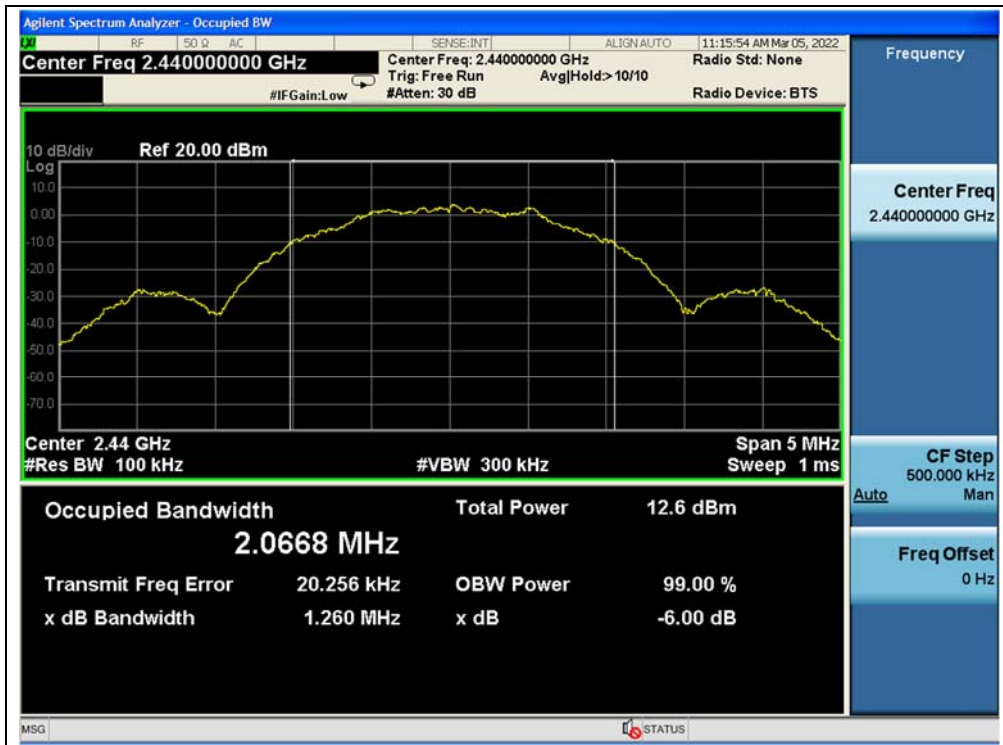 Agilent Spectrum Analyzer - Occupied BW
LXI RF 50 Ω AC SENSE:INT ALIGN AUTO 11:15:54 AM Mar 05, 2022
Center Freq 2.440000000 GHz
Center Freq: 2.440000000 GHz
Radio Std: None
Trig: Free Run Avg|Hold:> 10/10
#IFGain:Low
#Atten: 30 dB
Radio Device: BTS
10 dB/div Ref 20.00 dBm
Log
10.0
0.00
-10.0
-20.0
-30.0
-40.0
-50.0
-60.0
-70.0
Center 2.44 GHz
Span 5 MHz
#Res BW 100 kHz
#VBW 300 kHz
Sweep 1 ms
Occupied Bandwidth
Total Power 12.6 dBm
2.0668 MHz
Transmit Freq Error 20.256 kHz
OBW Power 99.00 %
x dB Bandwidth 1.260 MHz
x dB -6.00 dB
Frequency
Center Freq
2.440000000 GHz
CF Step
500.000 kHz
Auto Man
Freq Offset
0 Hz
MSG
STATUS